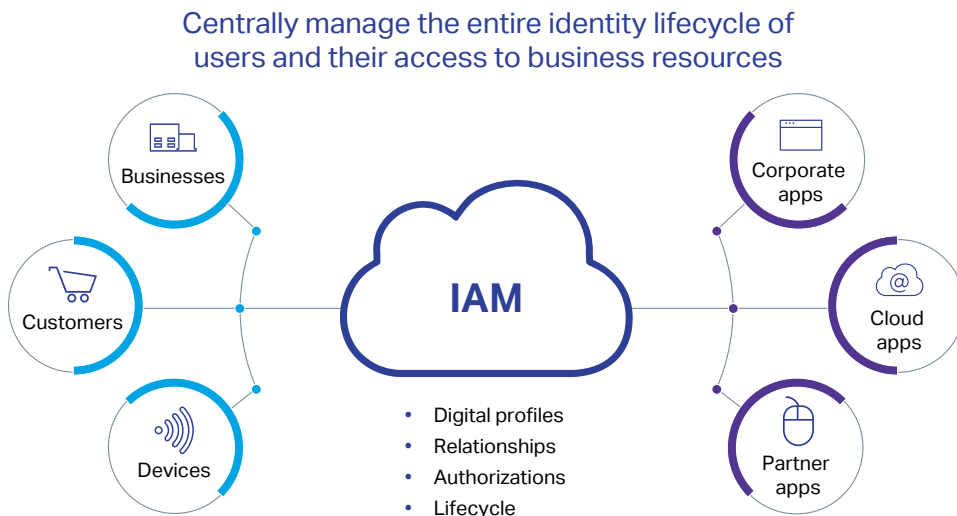 Centrally manage the entire identity lifecycle of
users and their access to business resources
Businesses
Customers
Devices
IAM
• Digital profiles
• Relationships
• Authorizations
• Lifecycle
Corporate
apps
@
Cloud
apps
Partner
apps